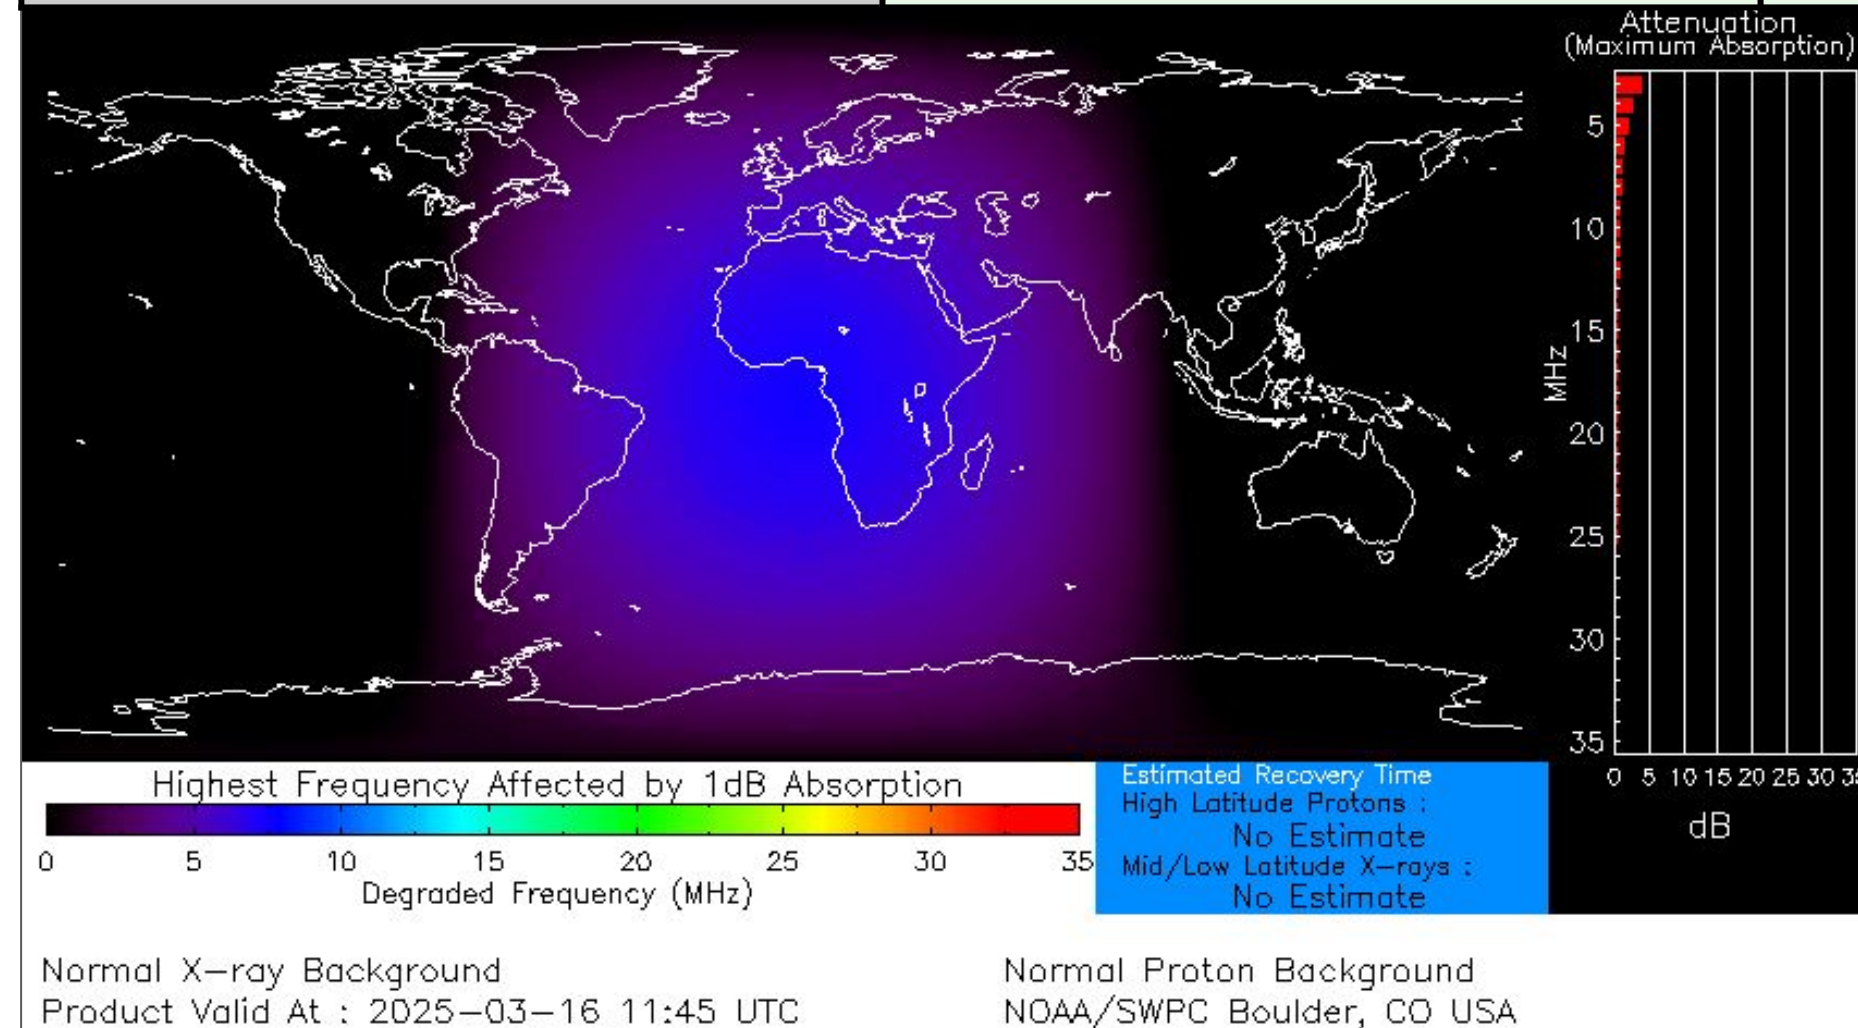 Attenuation
(Maximum Absorption)
5
10
15
20
25
30
35
MHz
0 5 10 15 20 25 30
dB
Highest Frequency Affected by 1dB Absorption
0 5 10 15 20 25 30 35
Degraded Frequency (MHz)
Estimated Recovery Time
High Latitude Protons :
No Estimate
Mid/Low Latitude X-rays :
No Estimate
Normal X-ray Background
Product Valid At : 2025-03-16 11:45 UTC
Normal Proton Background
NOAA/SWPC Boulder, CO USA